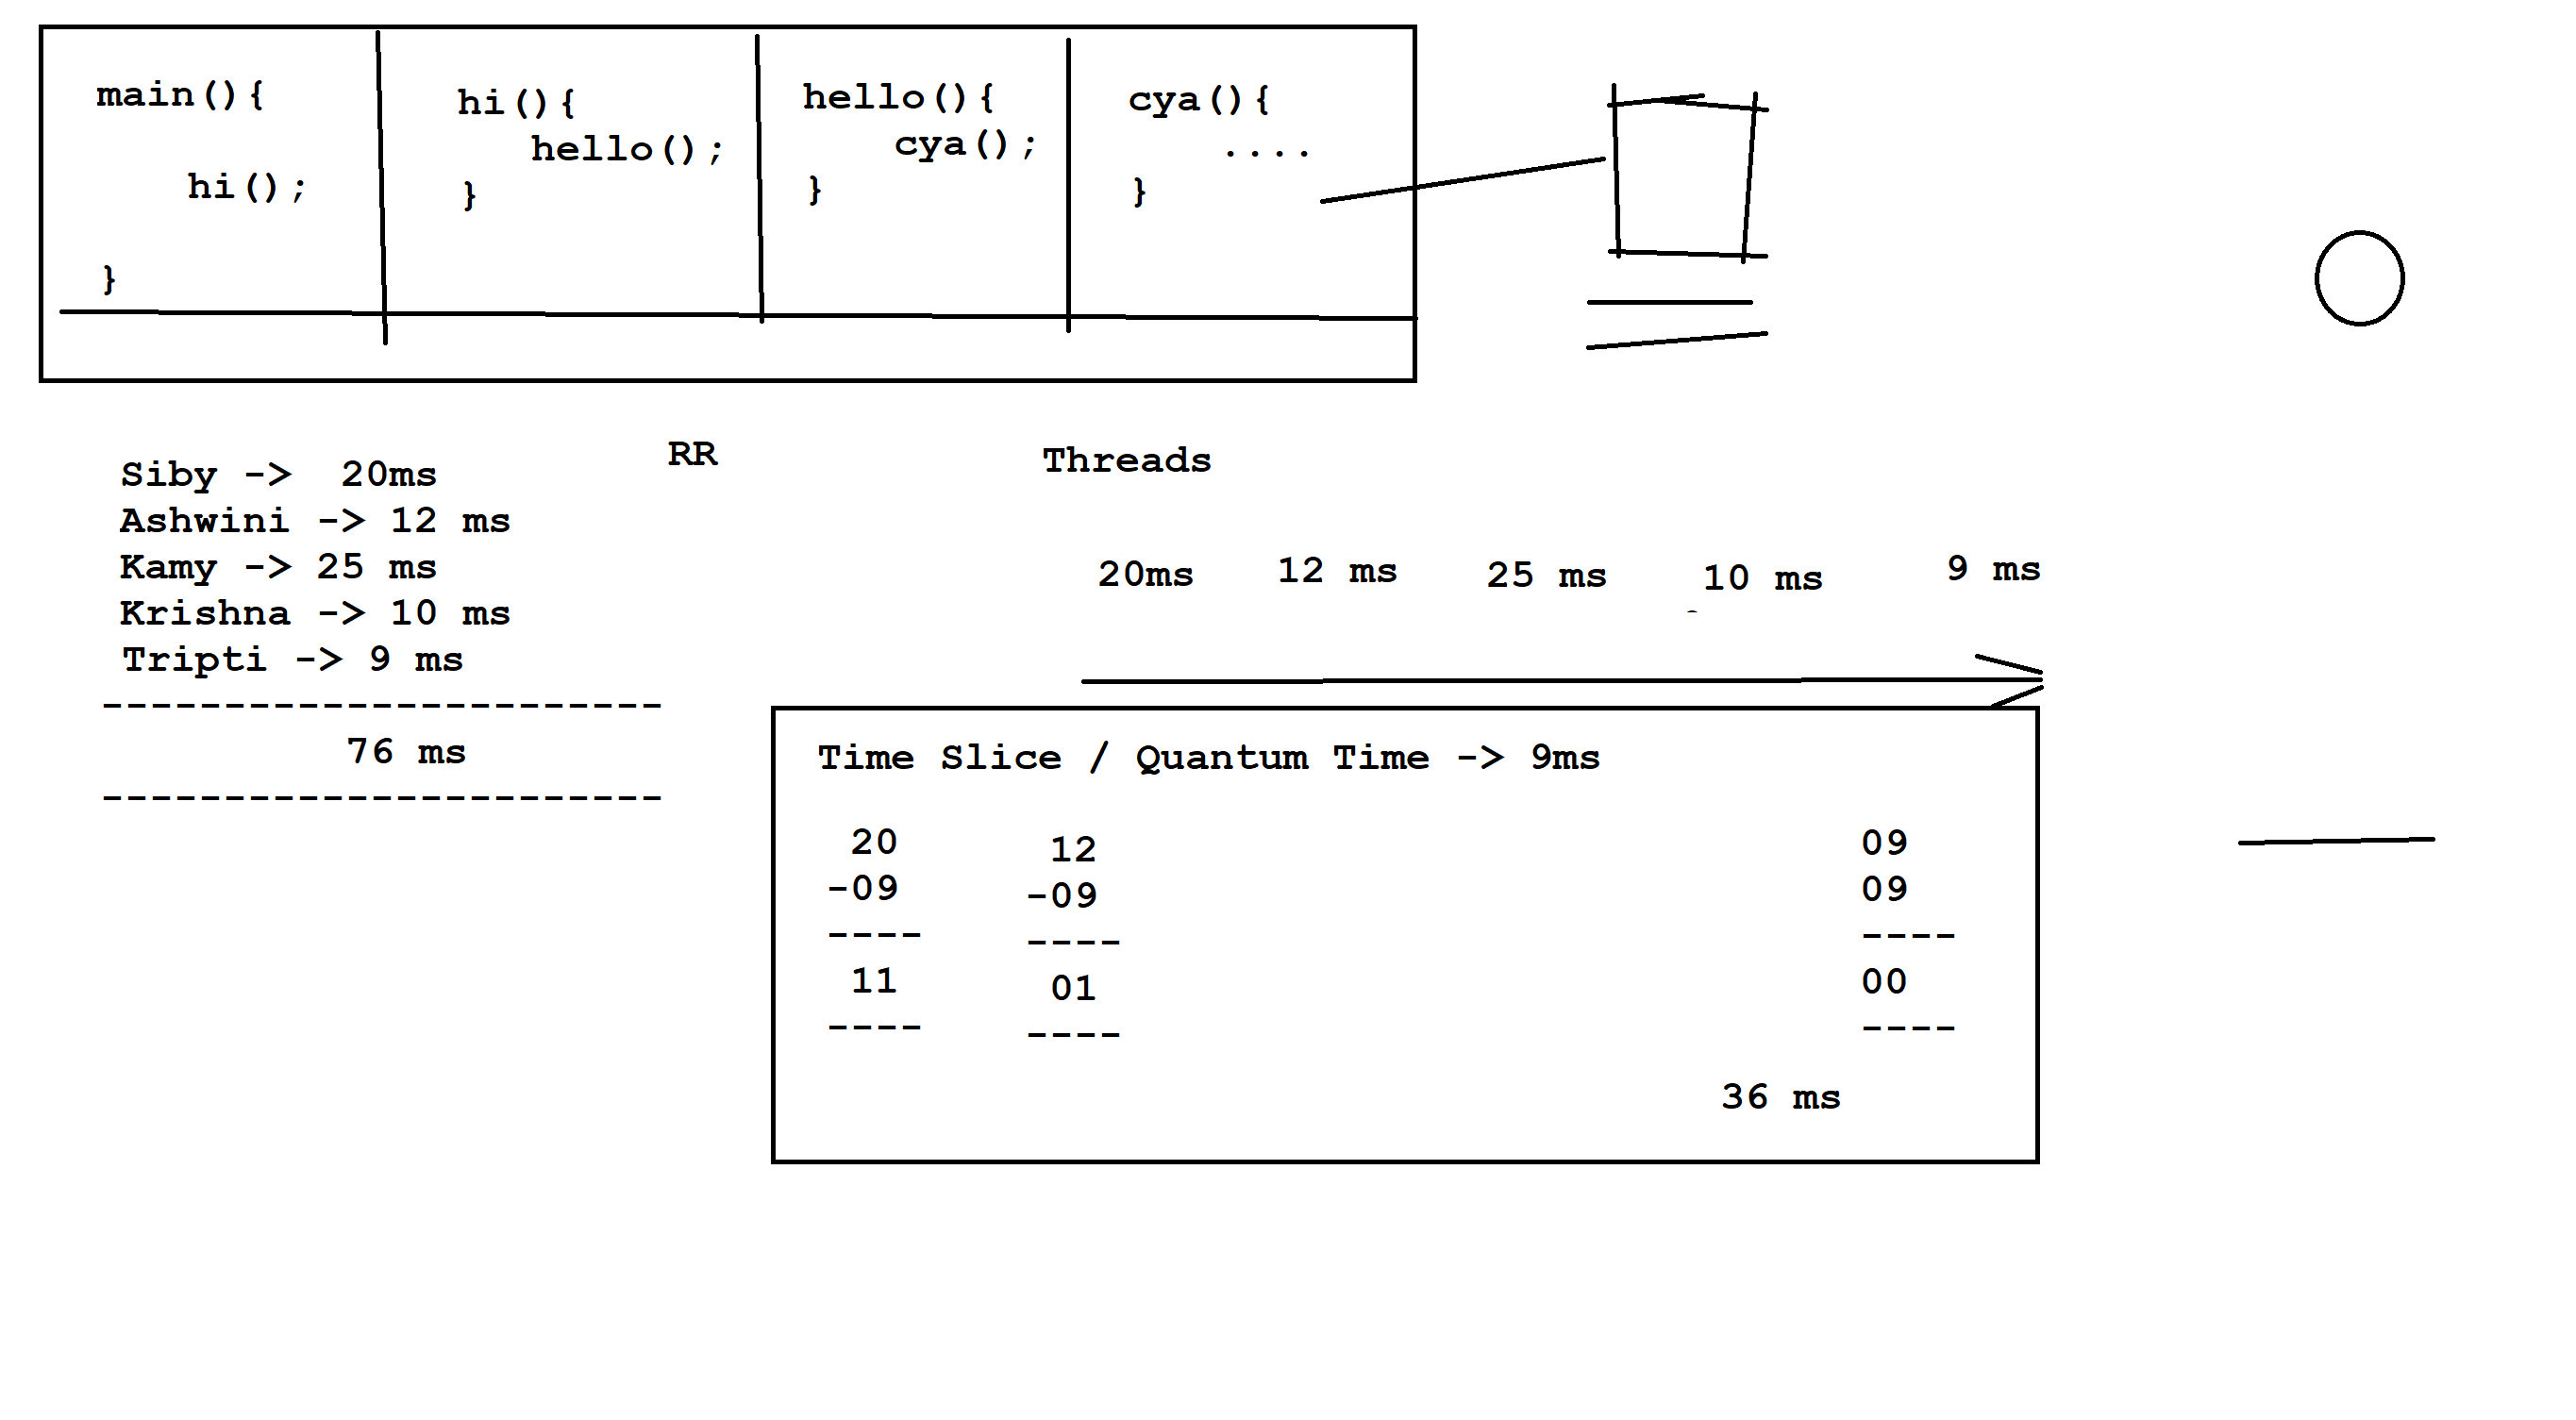 main(){
hi();
}
hi(){
hello();
}
hello(){
cya();
}
cya(){
....
}
Siby -> 20ms
Ashwini -> 12 ms
Kamy -> 25 ms
Krishna -> 10 ms
Tripti -> 9 ms
-----------------------
76 ms
-----------------------
RR
Threads
20ms 12 ms 25 ms 10 ms 9 ms
Time Slice / Quantum Time -> 9ms
20
-09
----
11
----
12
-09
----
01
----
09
09
----
00
----
36 ms